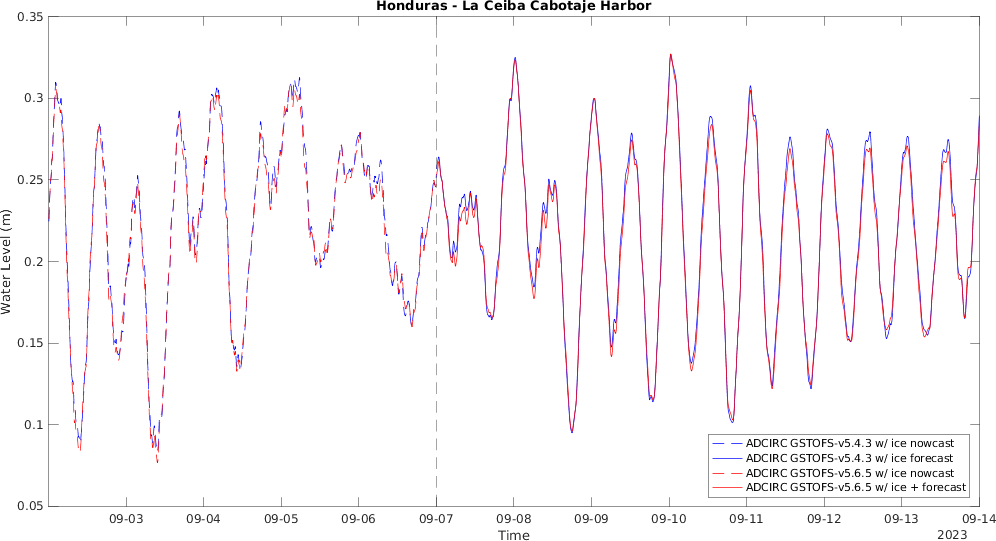 Honduras - La Ceiba Cabotaje Harbor
0.35
0.3
0.25
0.2
0.15
0.1
0.05
Water Level (m)
ADCIRC GSTOFS-v5.4.3 w/ ice nowcast
ADCIRC GSTOFS-v5.4.3 w/ ice forecast
ADCIRC GSTOFS-v5.6.5 w/ ice nowcast
ADCIRC GSTOFS-v5.6.5 w/ ice + forecast
09-03 09-04 09-05 09-06 09-07 09-08 09-09 09-10 09-11 09-12 09-13 09-14
Time
2023